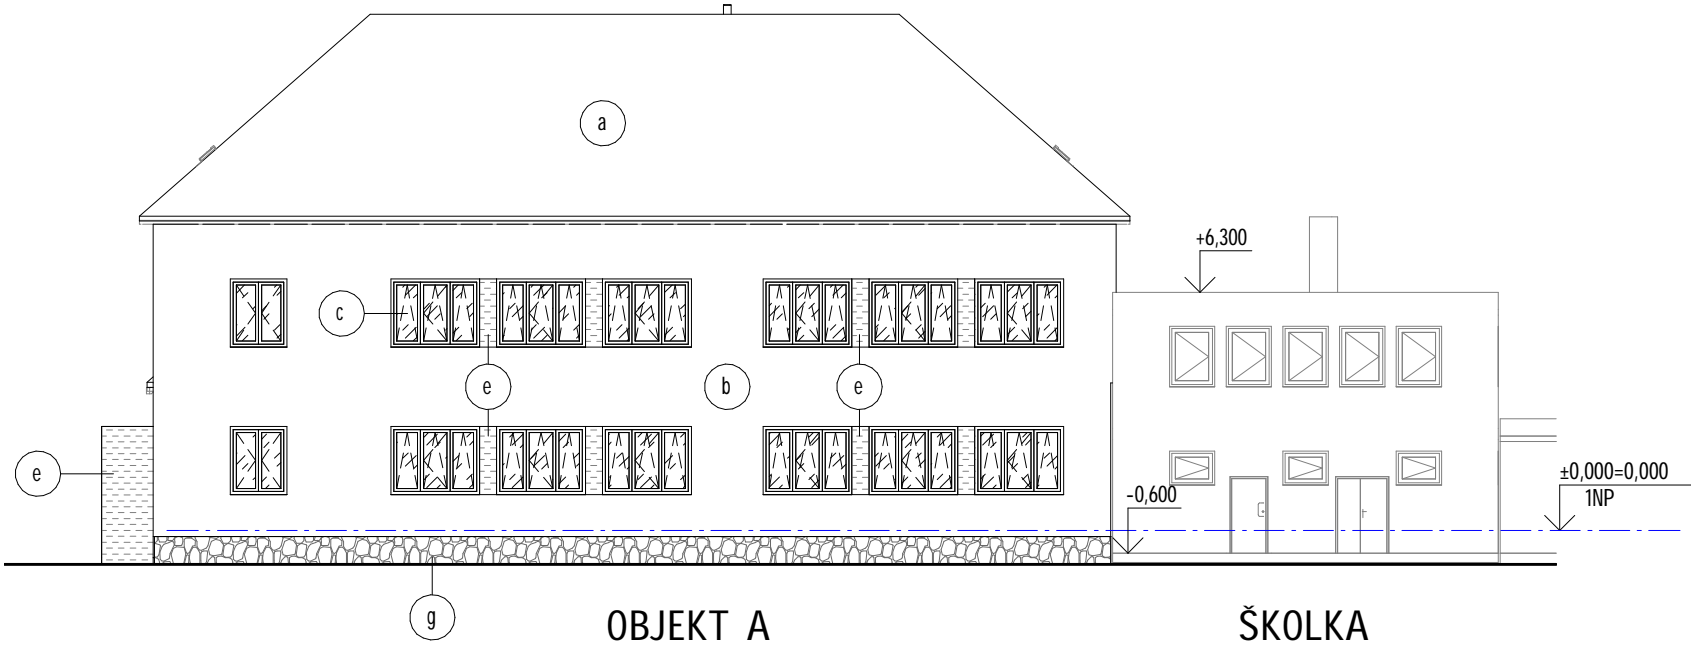 a
+6,300
c
e
b
e
e
-0,600
±0,000=0,000
1NP
g
OBJEKT A
ŠKOLKA